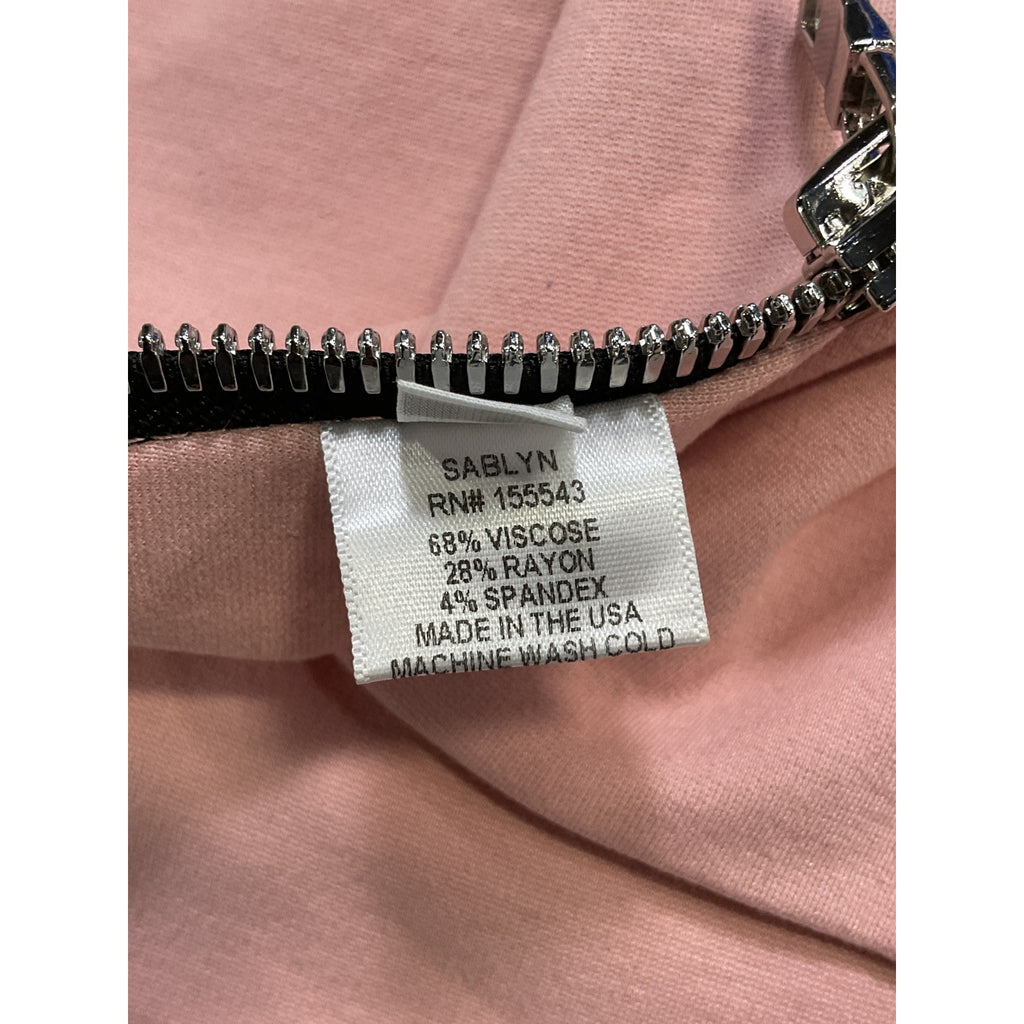 SABLYN
RN# 155543
68% VISCOSE
28% RAYON
4% SPANDEX
MADE IN THE USA
MACHINE WASH COLD